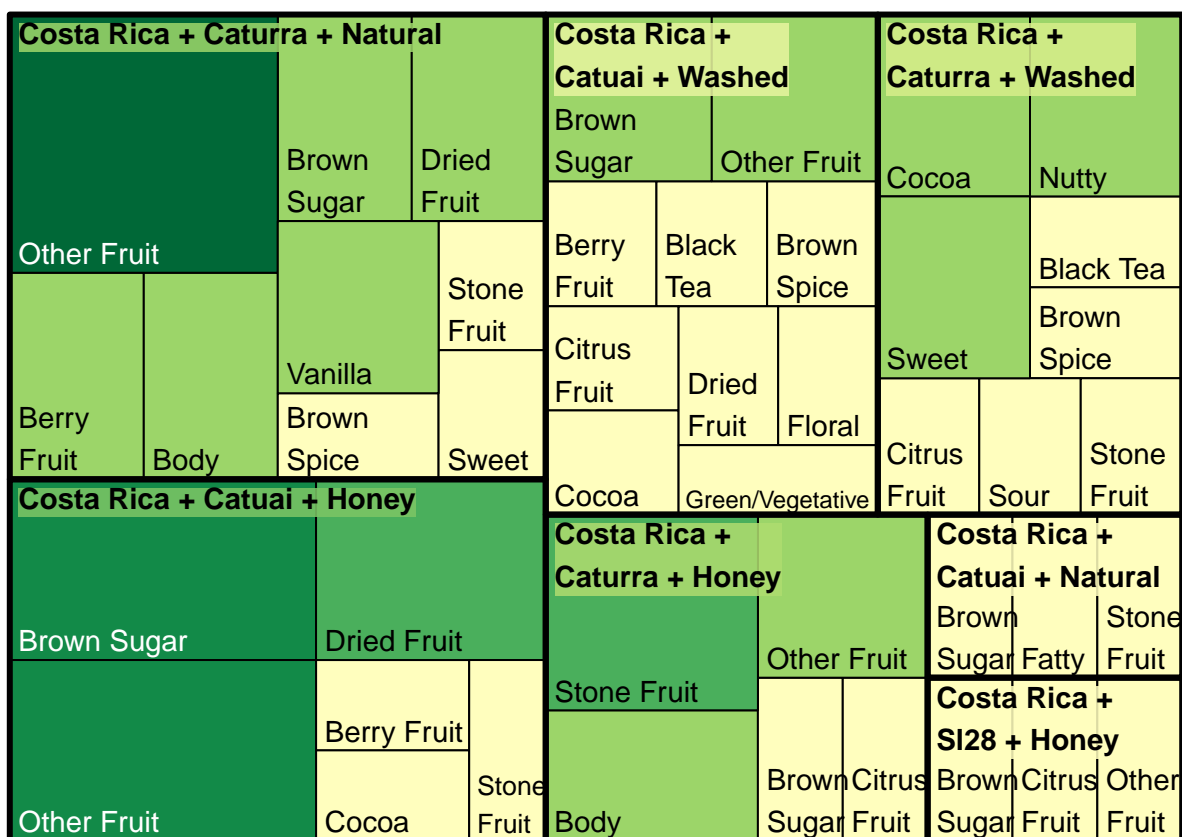 Costa Rica + Caturra + Natural
Other Fruit
Brown
Sugar
Dried
Fruit
Berry
Fruit
Body
Vanilla
Stone
Fruit
Brown
Spice
Sweet
Costa Rica +
Catuai + Washed
Brown
Sugar
Other Fruit
Berry
Fruit
Black
Tea
Brown
Spice
Citrus
Fruit
Dried
Fruit
Floral
Cocoa
Green/Vegetative
Costa Rica +
Caturra + Washed
Cocoa
Nutty
Sweet
Black Tea
Brown
Spice
Citrus
Fruit
Sour
Stone
Fruit
Costa Rica + Catuai + Honey
Brown Sugar
Dried Fruit
Other Fruit
Berry Fruit
Cocoa
Stone
Fruit
Costa Rica +
Caturra + Honey
Stone Fruit
Other Fruit
Body
Brown
Sugar
Citrus
Fruit
Costa Rica +
Catuai + Natural
Brown
Sugar
Fatty
Stone
Fruit
Costa Rica +
Sl28 + Honey
Brown
Sugar
Citrus
Fruit
Other
Fruit